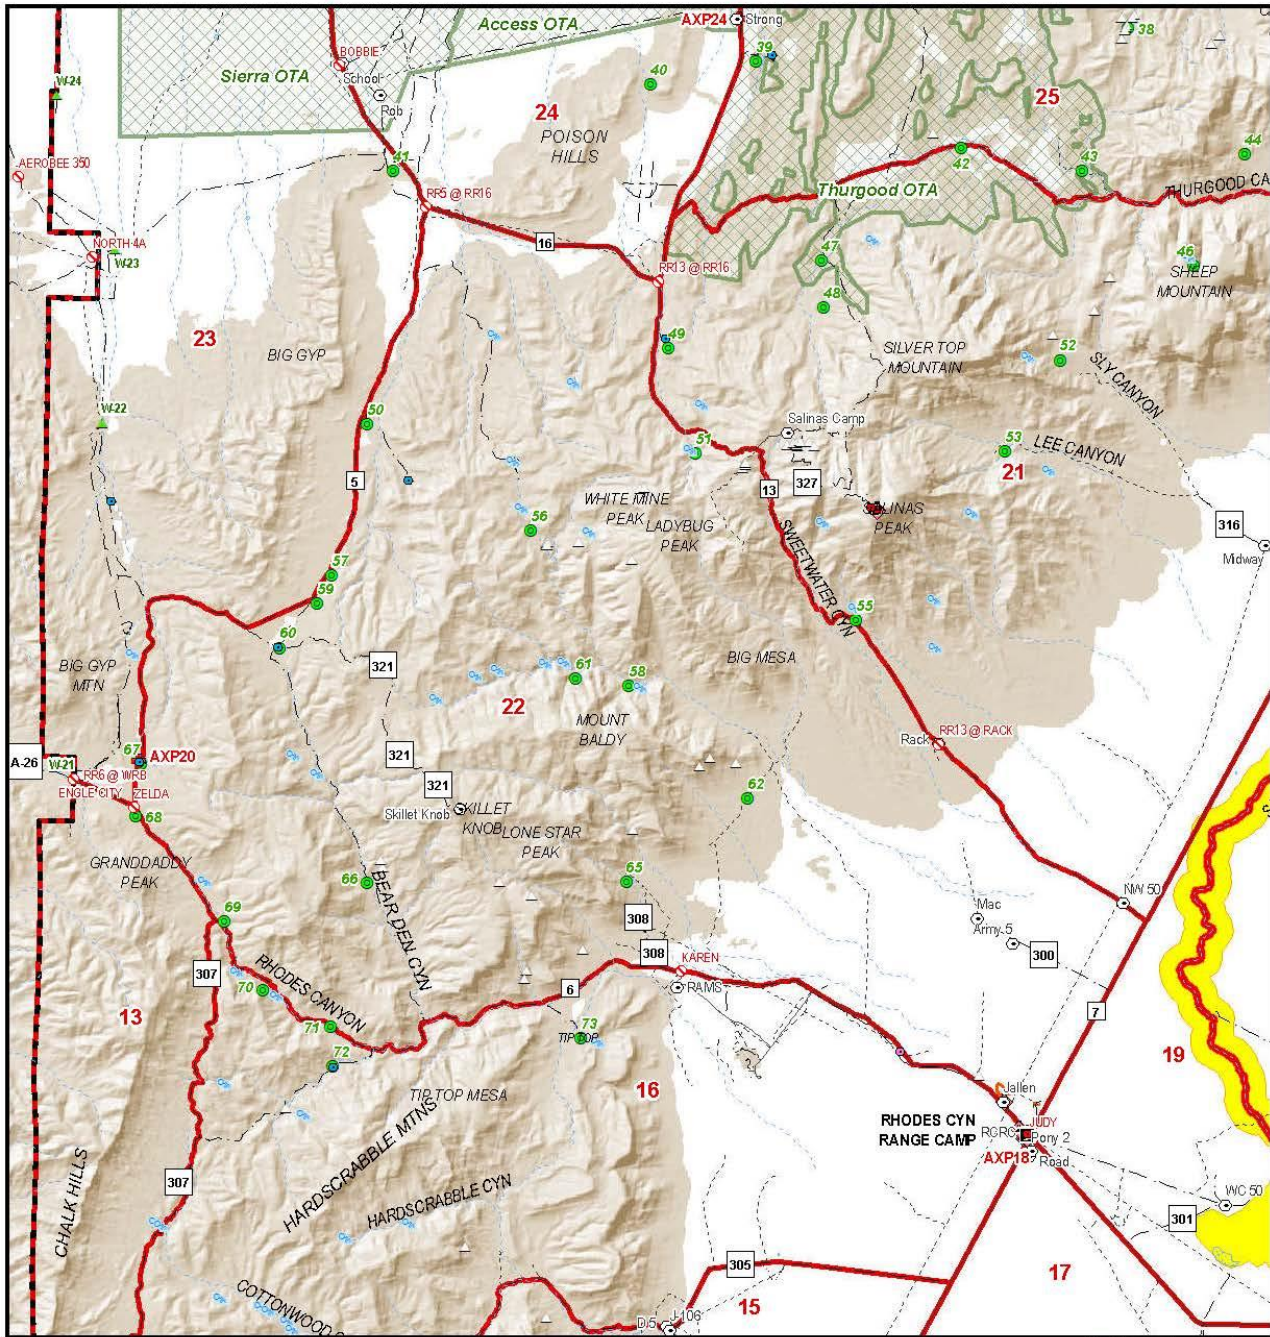 Access OTA
AXP24
Strong
38
W-24
BOBBIE
School
39
Sierra OTA
40
25
Rob
24
POISON
HILLS
41
42
44
AEROBEE 350
43
RR5 @ RR16
Thurgood OTA
THURGOOD CA
NORTH 4A
16
47
46
W-23
RR13 @ RR16
SHEEP
MOUNTAIN
48
23
49
SILVER TOP
MOUNTAIN
52
BIG GYP
SLY CANYON
W-22
50
Salinas Camp
51
53
LEE CANYON
21
5
327
13
WHITE MINE
PEAK
SALINAS
PEAK
56
LADYBUG
PEAK
316
SWEETWATER CYN
Midway
57
59
55
60
BIG GYP
MTN
321
61
58
BIG MESA
22
MOUNT
BALDY
RR13 @ RACK
Rack
67
AXP20
321
A-26
W-21
RR6 @ WRB
321
ENGLE CITY
ZELDA
62
68
Skillet Knob
SKILLET
KNOB
LONE STAR
PEAK
GRANDDADDY
PEAK
66
65
BEAR DEN CYN
NW 50
69
308
Mac
Army 5
308
300
KAREN
307
RHODES CANYON
RAMS
70
6
13
7
71
73
TIP TOP
72
19
TIP TOP MESA
16
Jallen
RHODES CYN
RANGE CAMP
JUDY
RCRC
Pony 2
AXP18
Road
HARDSCRABBLE MTNS
307
HARDSCRABBLE CYN
WC 50
301
CHALK HILLS
305
17
COTTONWOOD
15
D 5
J-106